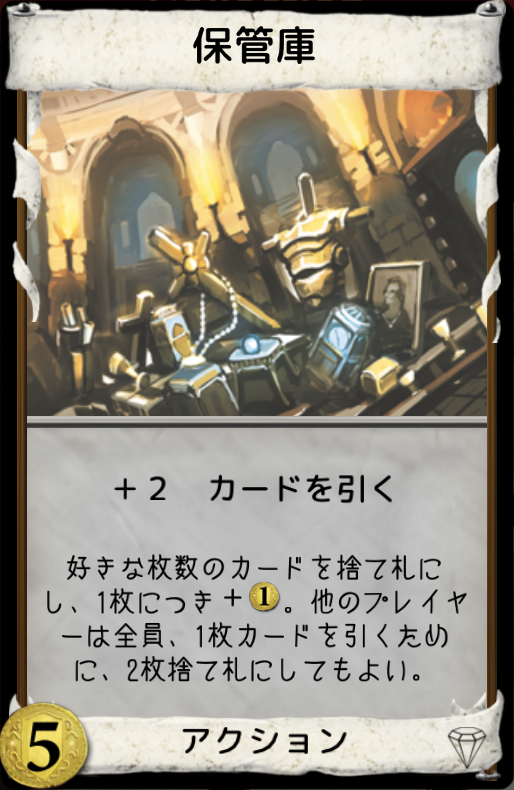 保管庫
＋２　カードを引く
好きな枚数のカードを捨て札に
し、1枚につき＋1。他のプレイヤ
ーは全員、1枚カードを引くため
に、2枚捨て札にしてもよい。
5
アクション